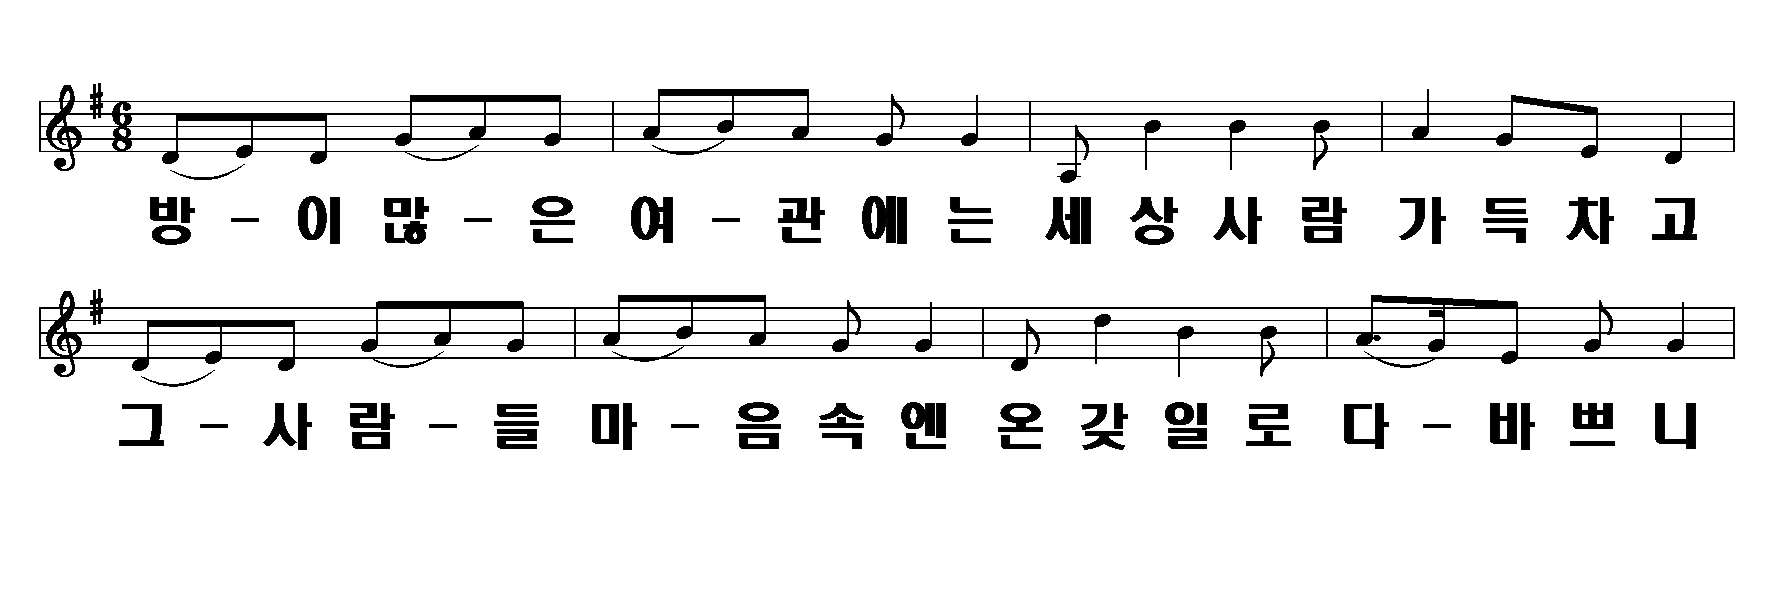 방 - 이 많 - 은 여 - 관 에 는 세 상 사 람 가 득 차 고
그 - 사 람 - 들 마 - 음 속 엔 온 갖 일 로 다 - 바 쁘 니